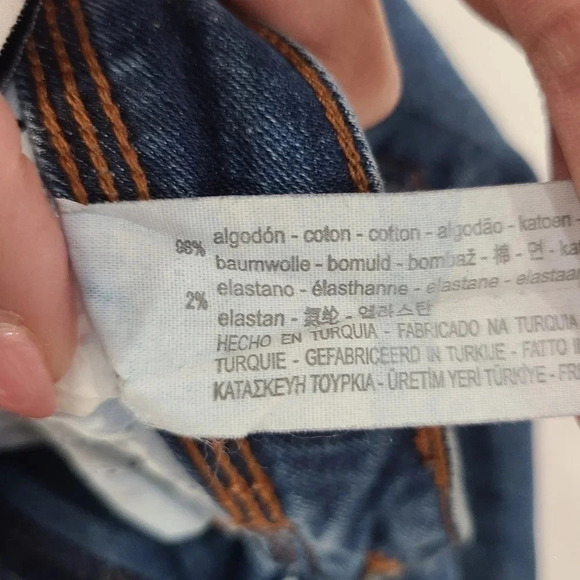 98% algodón - coton - cotton - algodão - katoen -
baumwolle - bomuld - bombaž - 棉 - 면 -
2% elastano - élasthanne - elastane -
elastan - 氨纶 - 엘라스탄
HECHO EN TURQUIA - FABRICADO NA TURQUIA
TURQUIE - GEFABRICEERD IN TURKIJE - FATTO
ΚΑΤΑΣΚΕΥΗ ΤΟΥΡΚΙΑ - ÜRETİM YERİ TÜRKİYE -